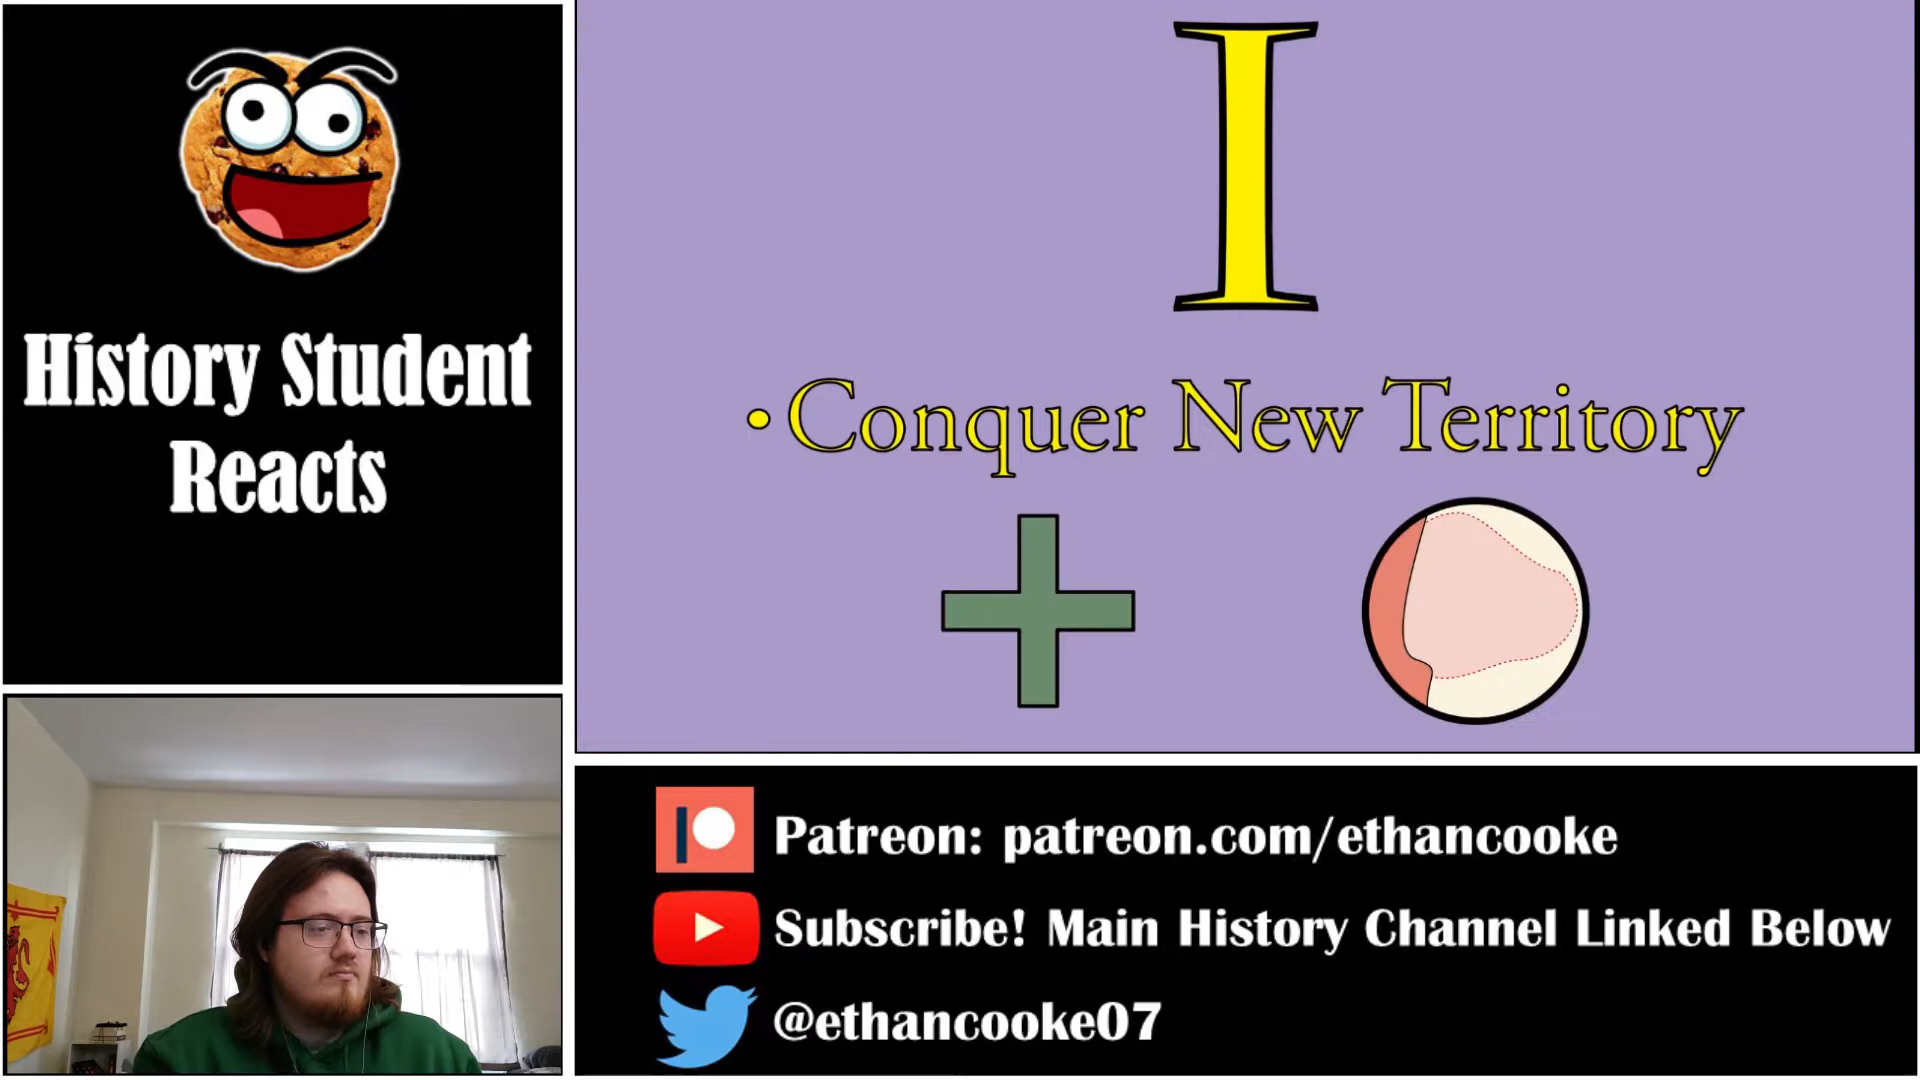 History Student
Reacts
I
•Conquer New Territory
Patreon: patreon.com/ethancooke
Subscribe! Main History Channel Linked Below
@ethancooke07